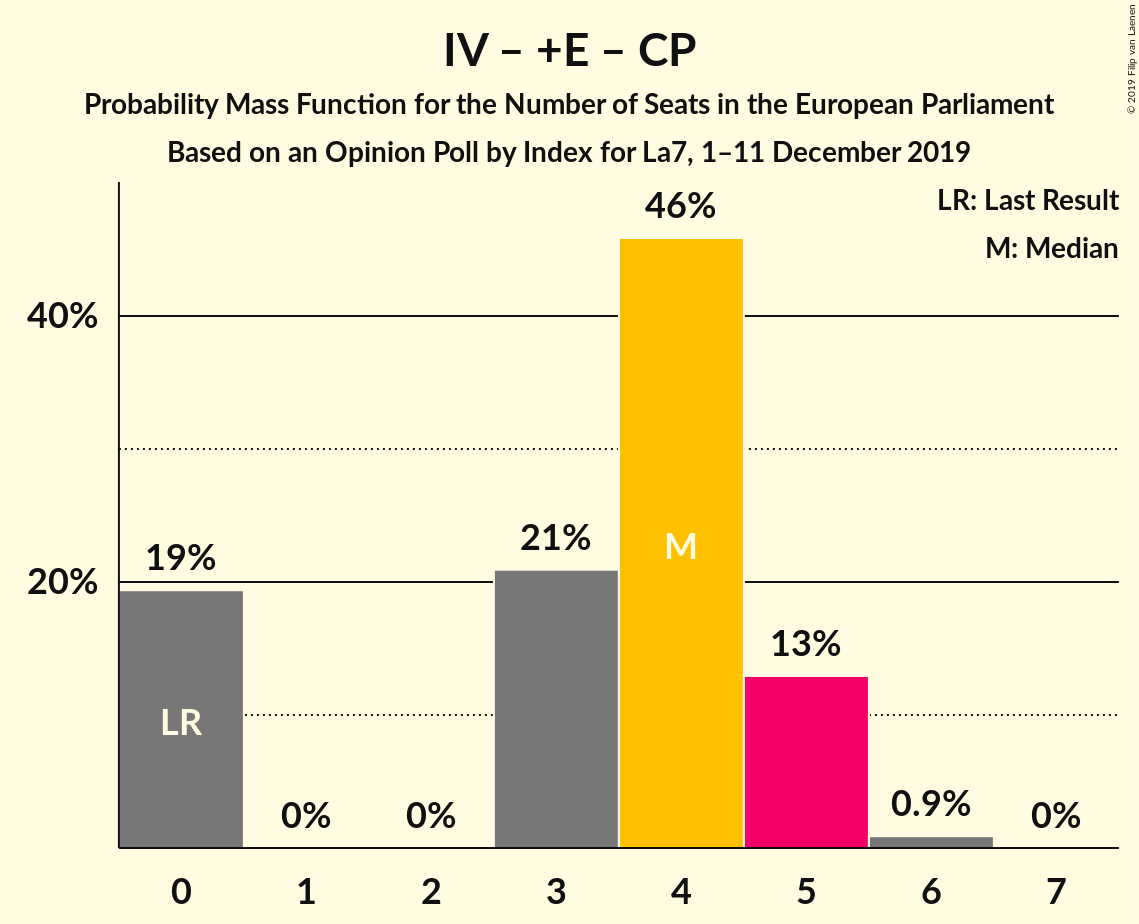 IV – +E – CP
Probability Mass Function for the Number of Seats in the European Parliament
Based on an Opinion Poll by Index for La7, 1–11 December 2019
© 2019 Filip van Laenen
LR: Last Result
M: Median
40%
20%
19%
0%
0%
21%
46%
13%
0.9%
0%
LR
M
0 1 2 3 4 5 6 7